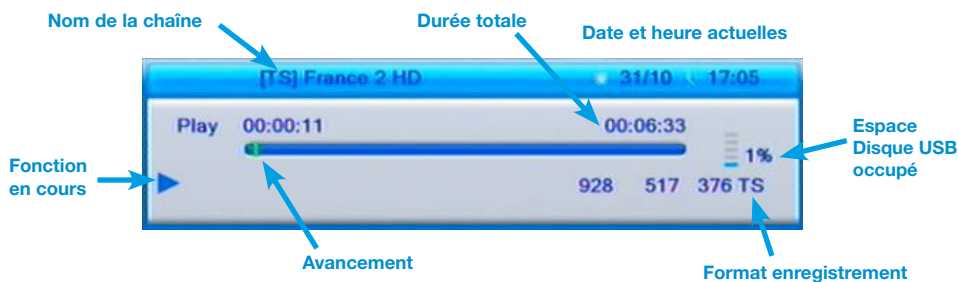 Nom de la chaîne
Durée totale
Date et heure actuelles
[TS] France 2 HD 31/10 17:05
Play 00:00:11 00:06:33
1%
Espace
Disque USB
occupé
Fonction
en cours
928 517 376 TS
Avancement
Format enregistrement